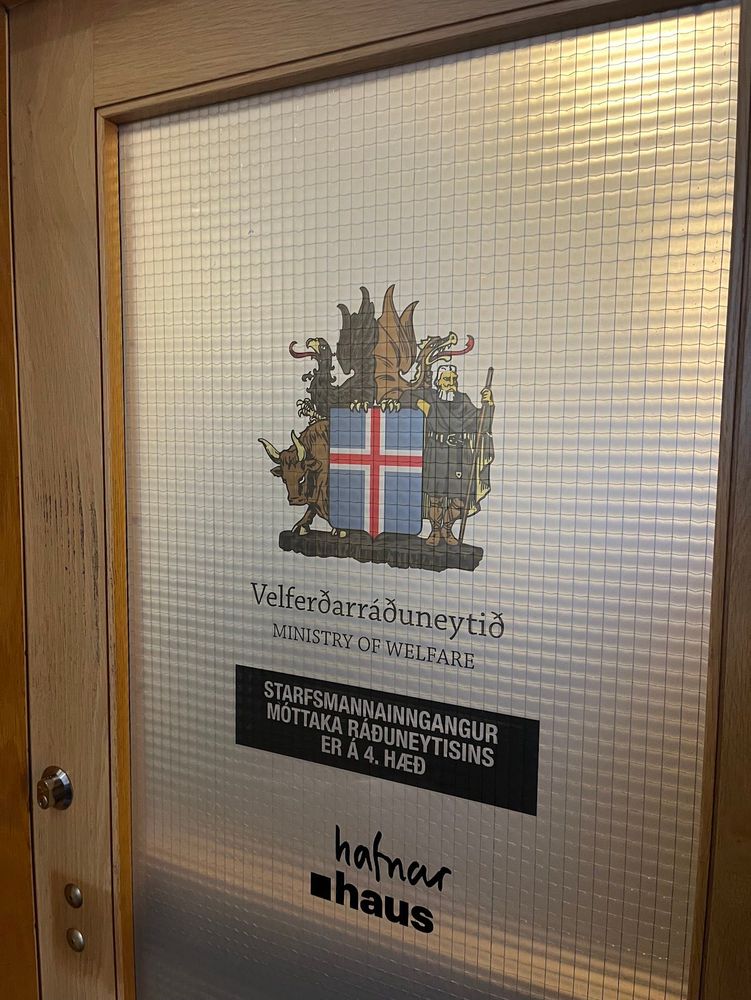 Velferðarráðuneytið
MINISTRY OF WELFARE
STARFSMANNAINNGANGUR
MÓTTAKA RÁÐUNEYTISINS
ER Á 4. HÆÐ
hafnar
haus